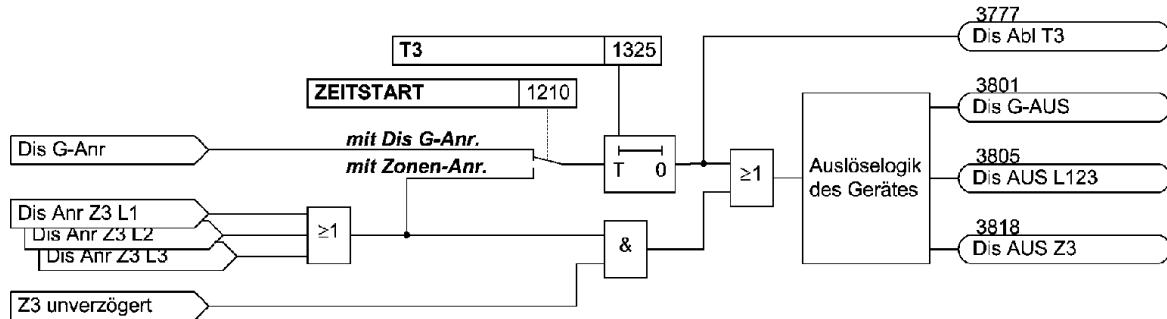 3777
Dis Abl T3
T3 1325
ZEITSTART 1210
3801
Dis G-AUS
Dis G-Anr
mit Dis G-Anr.
mit Zonen-Anr.
T 0
≥1
Auslöselogik
des Gerätes
3805
Dis AUS L123
Dis Anr Z3 L1
Dis Anr Z3 L2
Dis Anr Z3 L3
≥1
&
3818
Dis AUS Z3
Z3 unverzögert